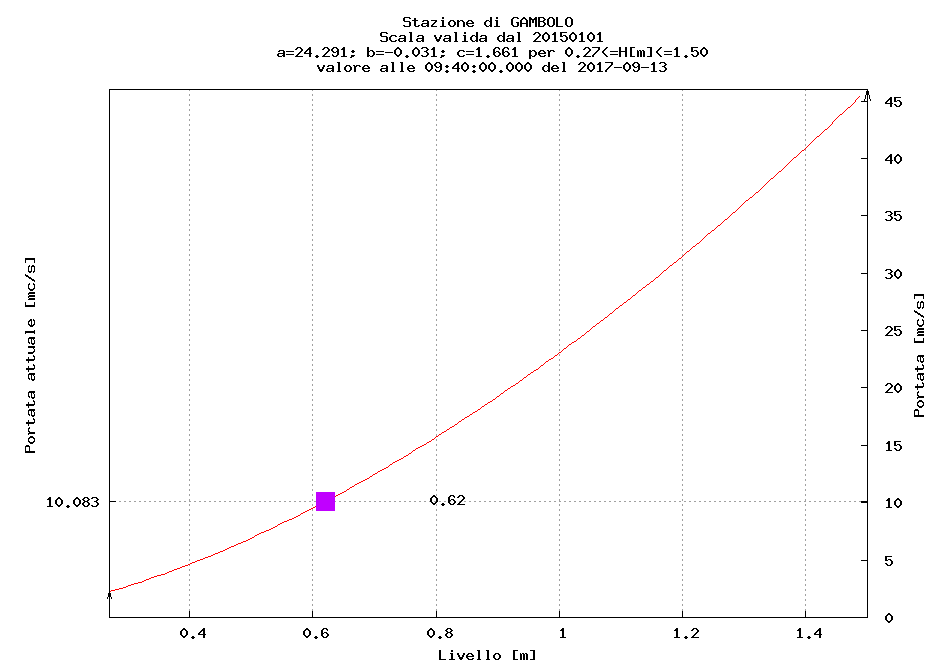 Stazione di GAMBOLO
Scala valida dal 20150101
a=24.291; b=-0.031; c=1.661 per 0.27<=H[m]<=1.50
valore alle 09:40:00.000 del 2017-09-13
Portata attuale [mc/s]
10.083
0.62
45
40
35
30
25
20
15
10
5
0
Portata [mc/s]
0.4 0.6 0.8 1 1.2 1.4
Livello [m]